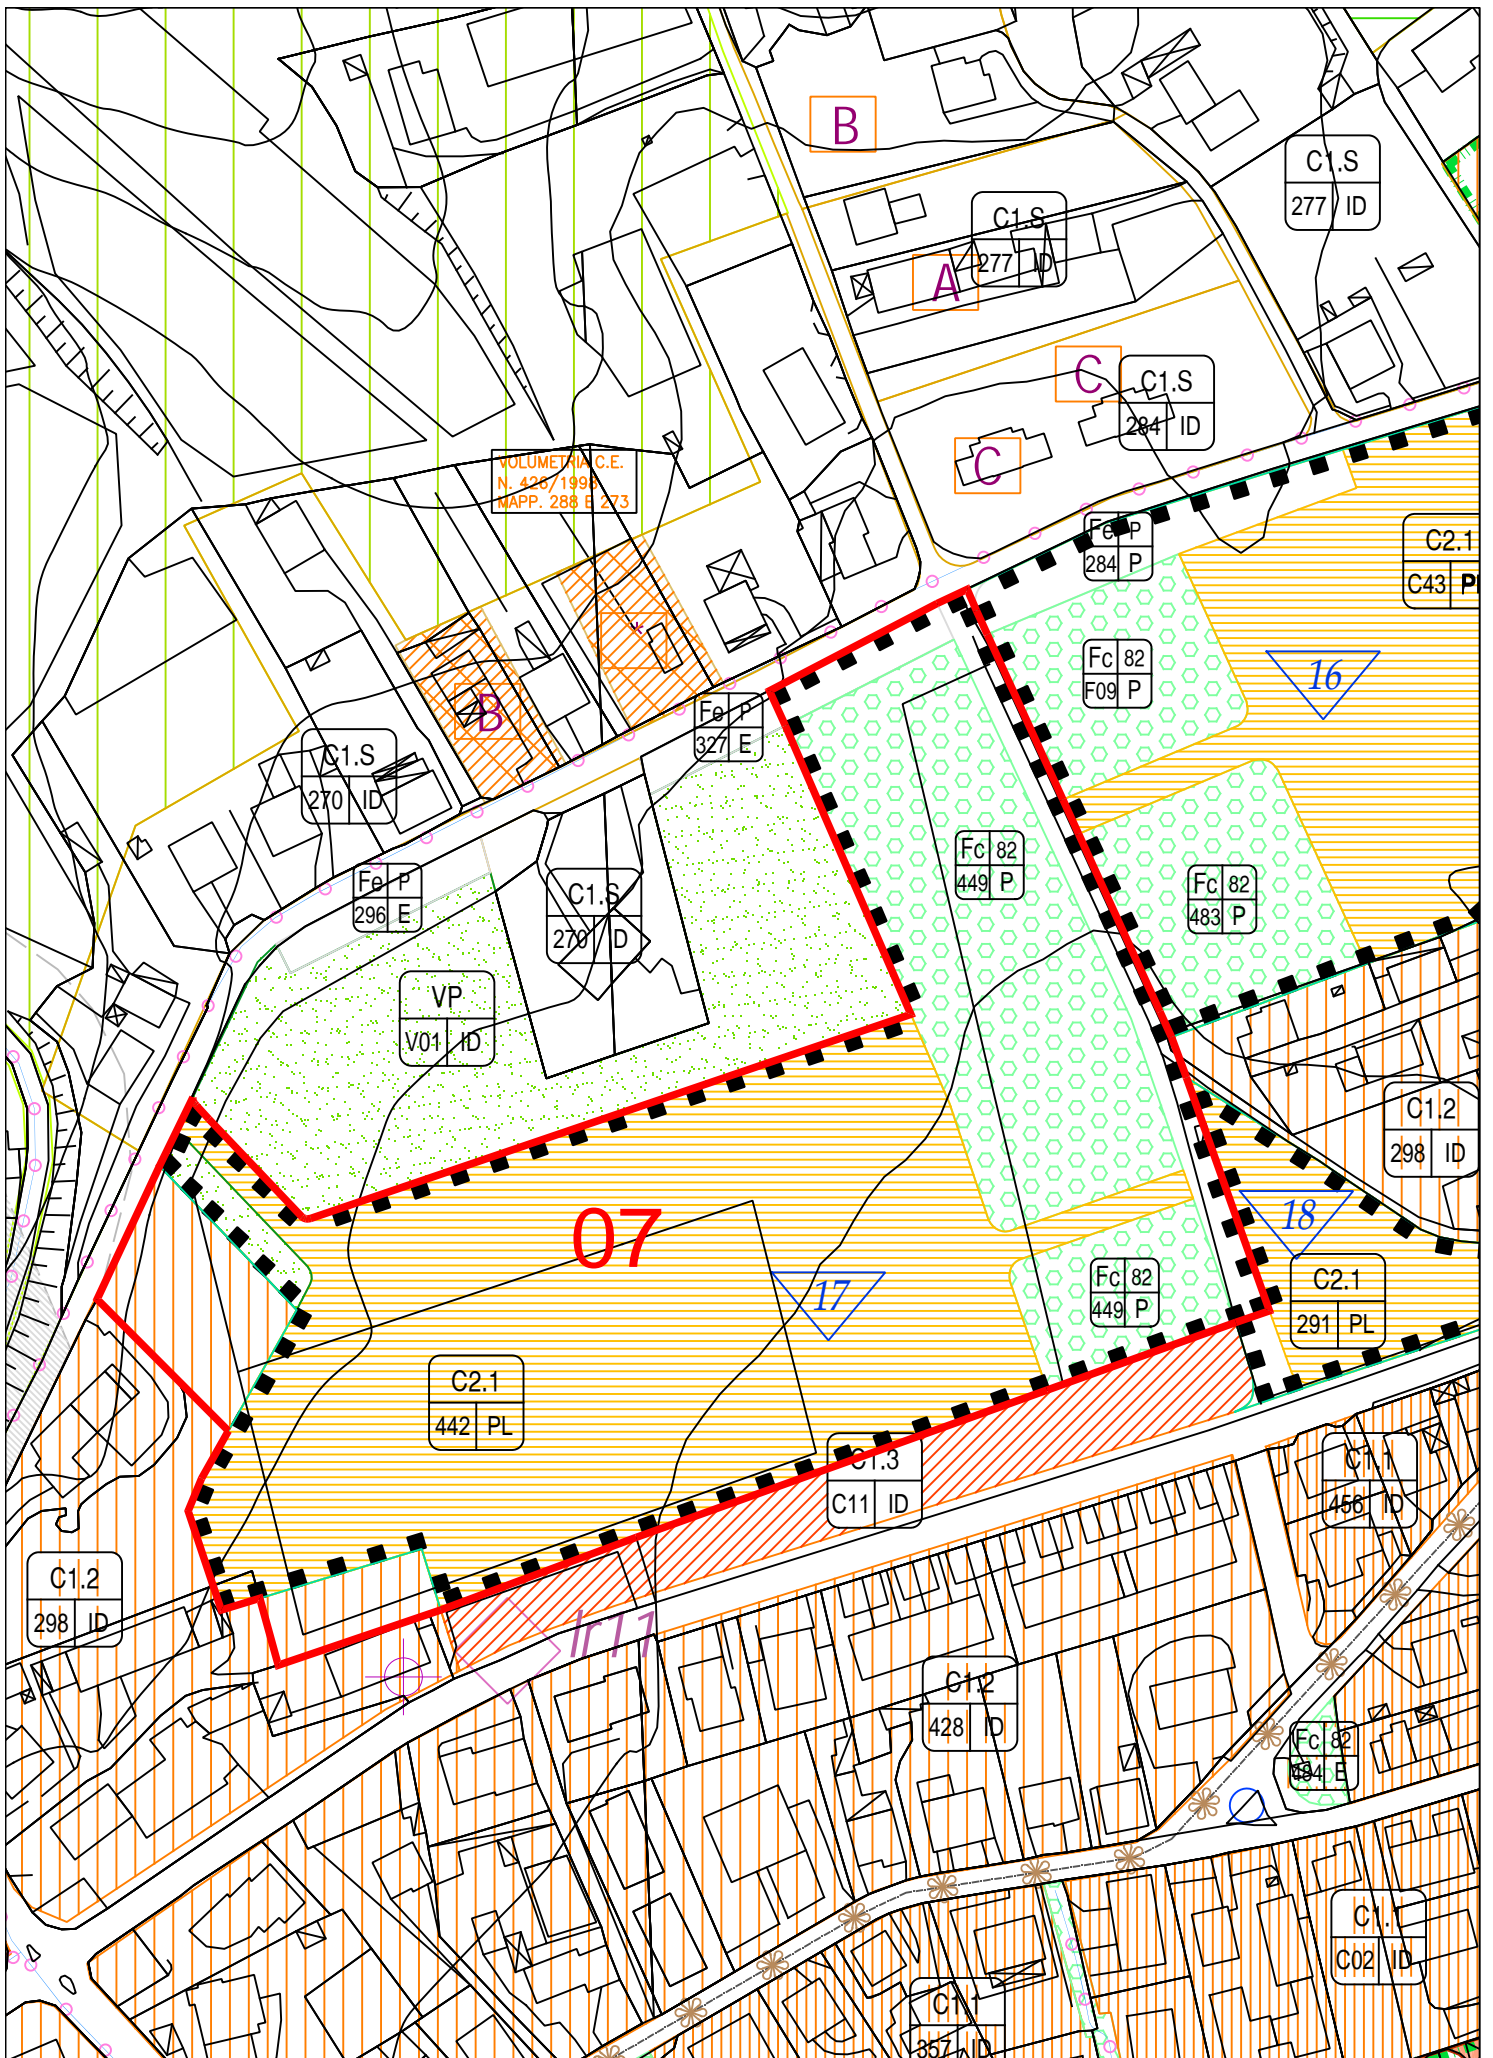 B
C1.S
277 ID
C1.S
277 ID
A
C
C1.S
284 ID
C
VOLUMETRIA C.E.
N. 426/1998
MAPP. 288 E 273
Fe P
284 P
C2.1
C43
16
Fc 82
F09 P
B
Fe P
327 E
C1.S
270 ID
Fc 82
449 P
Fe P
296 E
C1.S
270 ID
Fc 82
483 P
VP
V01 ID
C1.2
298 ID
07
18
17
Fc 82
449 P
C2.1
291 PL
C2.1
442 PL
C1.3
C11 ID
C1.1
456 ID
C1.2
298 ID
Ir11
C1.2
428 ID
Fc 82
484 E
C1.1
C02 ID
C1.1
357 ID